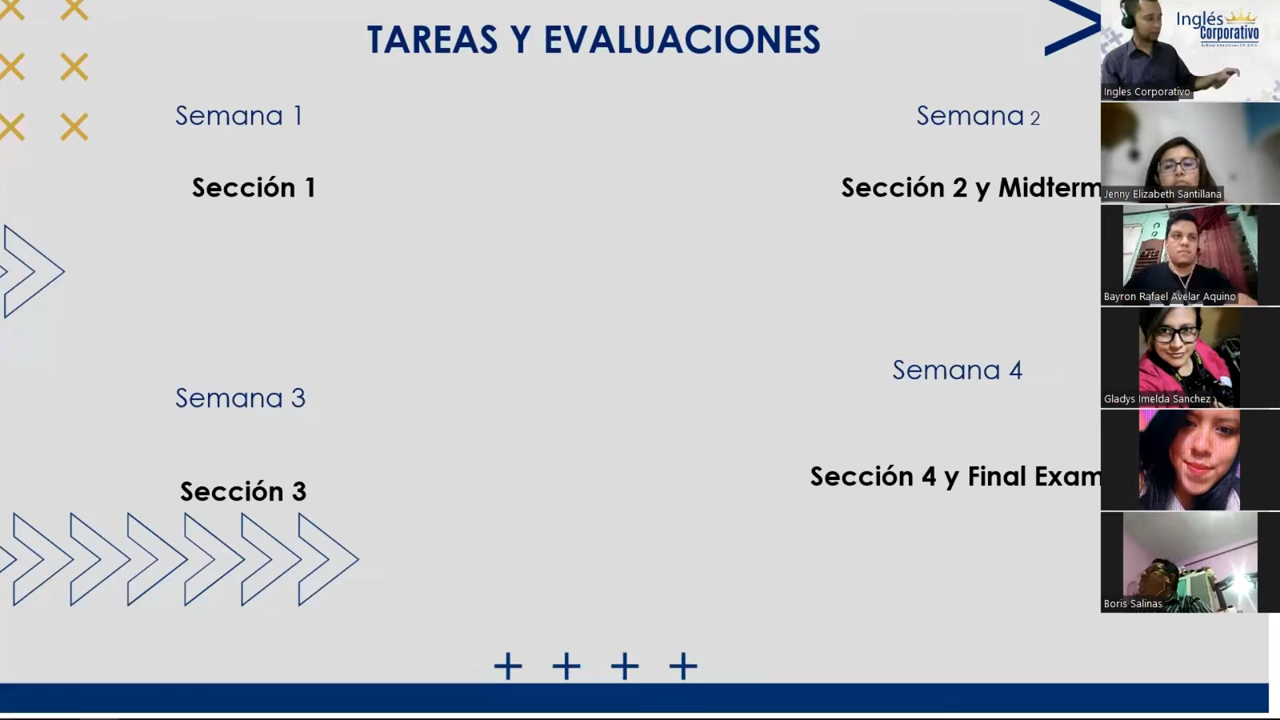 TAREAS Y EVALUACIONES
Semana 1
Sección 1
Semana 2
Sección 2 y Midterm
Semana 3
Sección 3
Semana 4
Sección 4 y Final Exam
Inglés
Corporativo
Ingles Corporativo
Jenny Elizabeth Santillana
Bayron Rafael Avelar Aquino
Gladys Imelda Sanchez
Boris Salinas